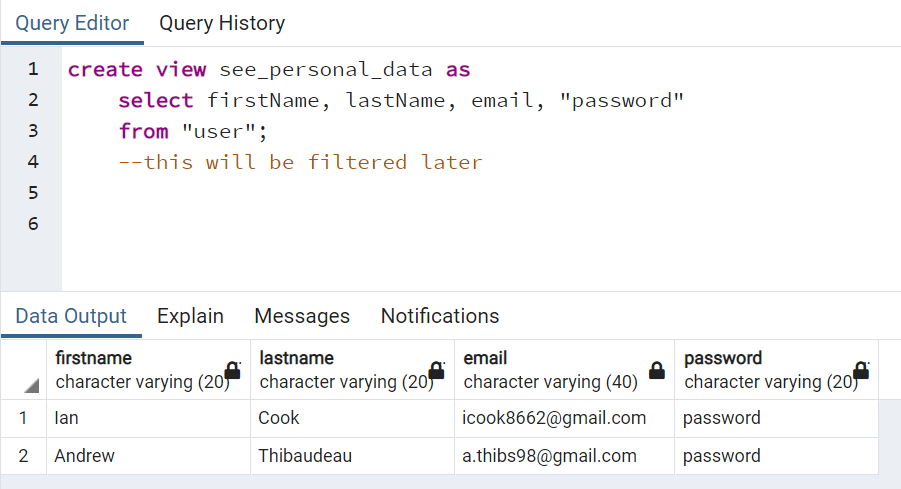 Query Editor Query History
1 create view see_personal_data as
2 select firstName, lastName, email, "password"
3 from "user";
4 --this will be filtered later
5
6
Data Output Explain Messages Notifications
firstname lastname email password
character varying (20) character varying (20) character varying (40) character varying (20)
1 Ian Cook icook8662@gmail.com password
2 Andrew Thibaudeau a.thibs98@gmail.com password